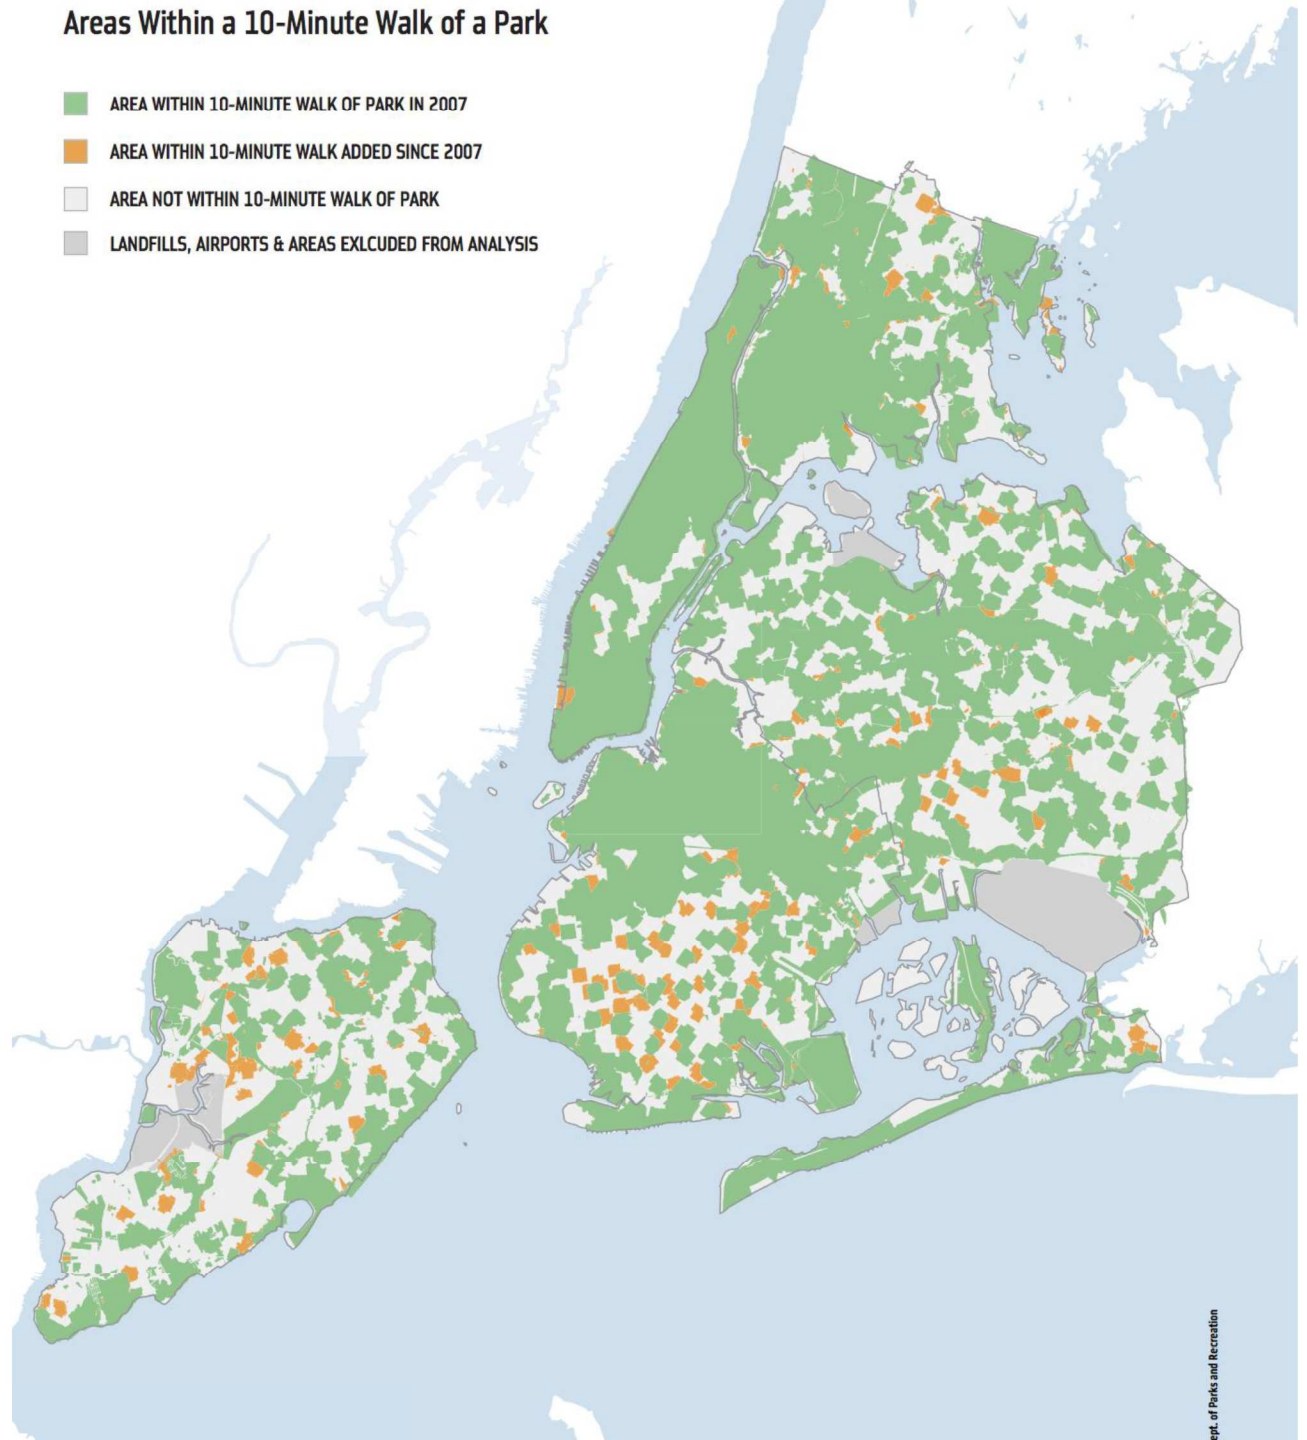 Areas Within a 10-Minute Walk of a Park
AREA WITHIN 10-MINUTE WALK OF PARK IN 2007
AREA WITHIN 10-MINUTE WALK ADDED SINCE 2007
AREA NOT WITHIN 10-MINUTE WALK OF PARK
LANDFILLS, AIRPORTS & AREAS EXLCUDED FROM ANALYSIS
ept. of Parks and Recreation